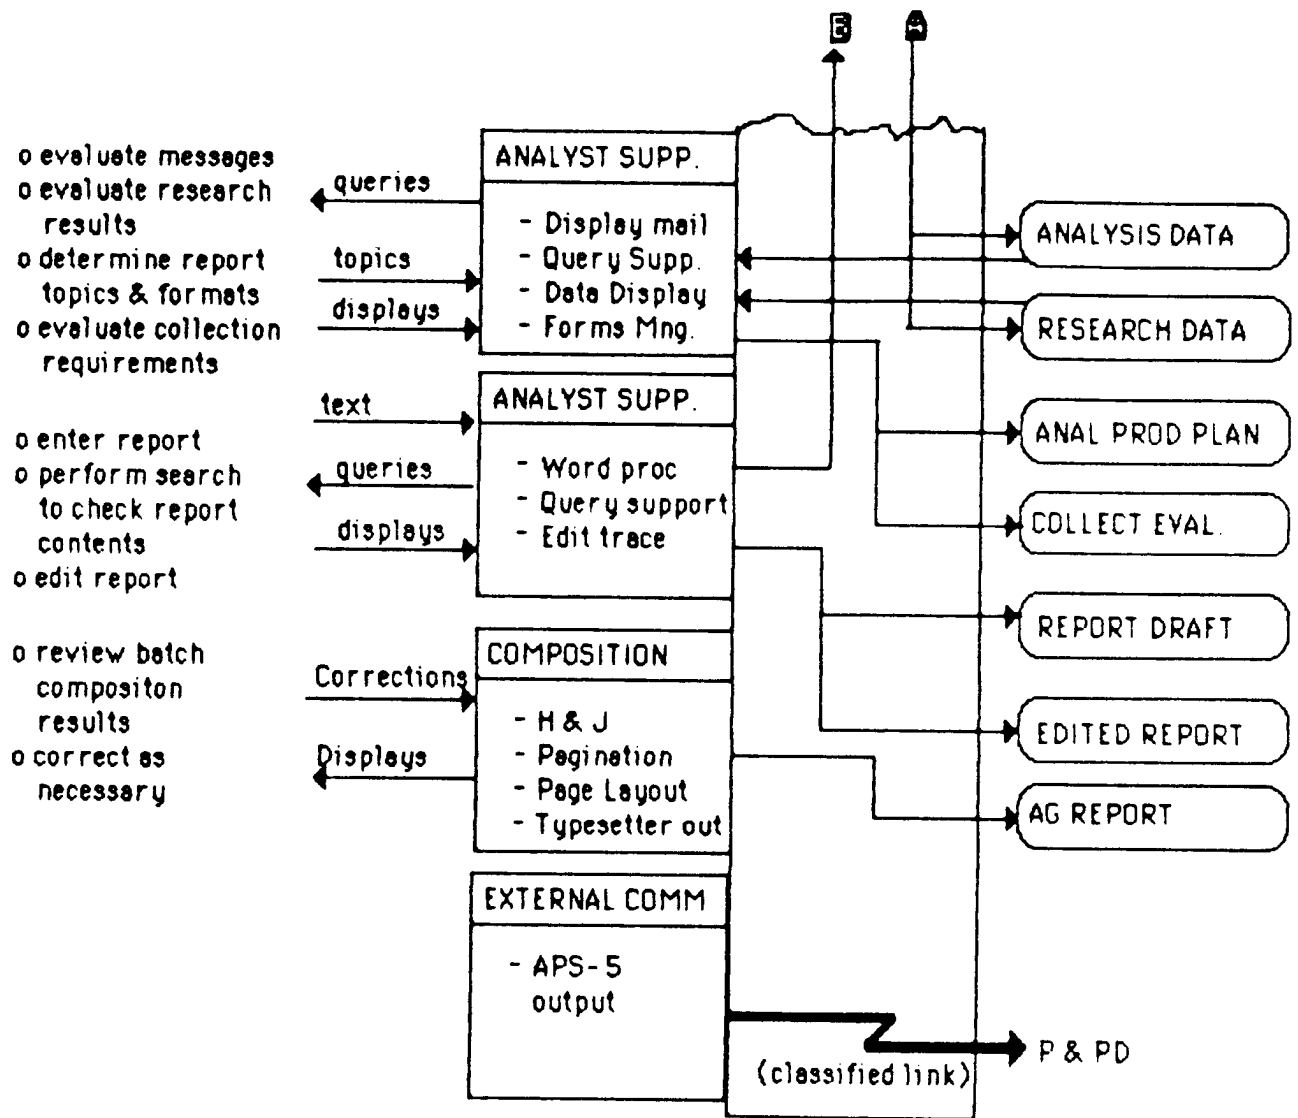 B A
o evaluate messages
o evaluate research
results
o determine report
topics & formats
o evaluate collection
requirements
queries
topics
displays
ANALYST SUPP.
- Display mail
- Query Supp.
- Data Display
- Forms Mng.
ANALYSIS DATA
RESEARCH DATA
o enter report
o perform search
to check report
contents
o edit report
text
queries
displays
ANALYST SUPP.
- Word proc
- Query support
- Edit trace
ANAL PROD PLAN
COLLECT EVAL.
REPORT DRAFT
o review batch
compositon
results
o correct as
necessary
Corrections
Displays
COMPOSITION
- H & J
- Pagination
- Page Layout
- Typesetter out
EDITED REPORT
AG REPORT
EXTERNAL COMM
- APS-5
output
(classified link)
P & PD